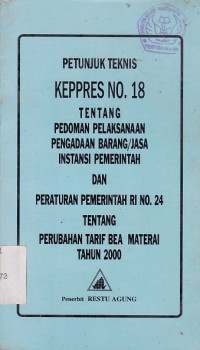 PETUNJUK TEKNIS
KEPPRES NO. 18
TENTANG
PEDOMAN PELAKSANAAN
PENGADAAN BARANG/JASA
INSTANSI PEMERINTAH
DAN
PERATURAN PEMERINTAH RI NO. 24
TENTANG
PERUBAHAN TARIF BEA MATERAI
TAHUN 2000
Penerbit RESTU AGUNG